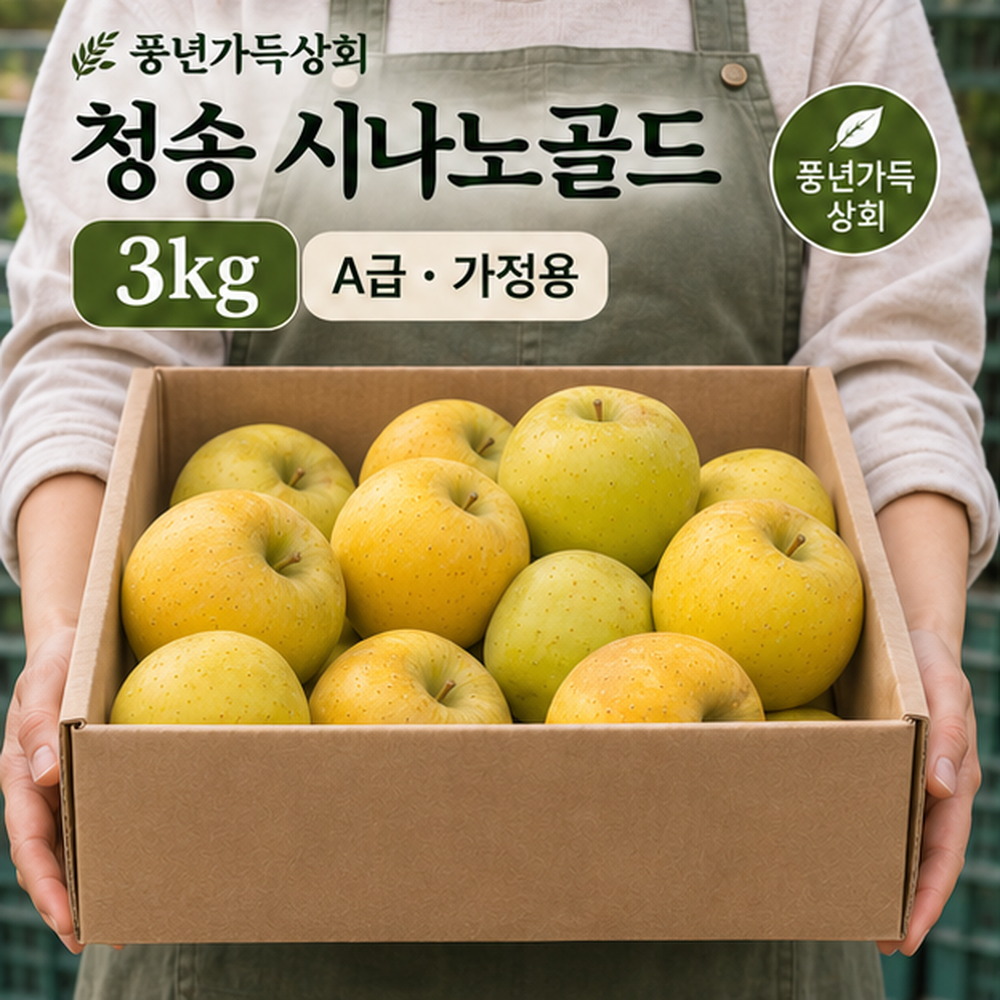 풍년가득상회
청송 시나노골드
3kg
A급 · 가정용
풍년가득
상회